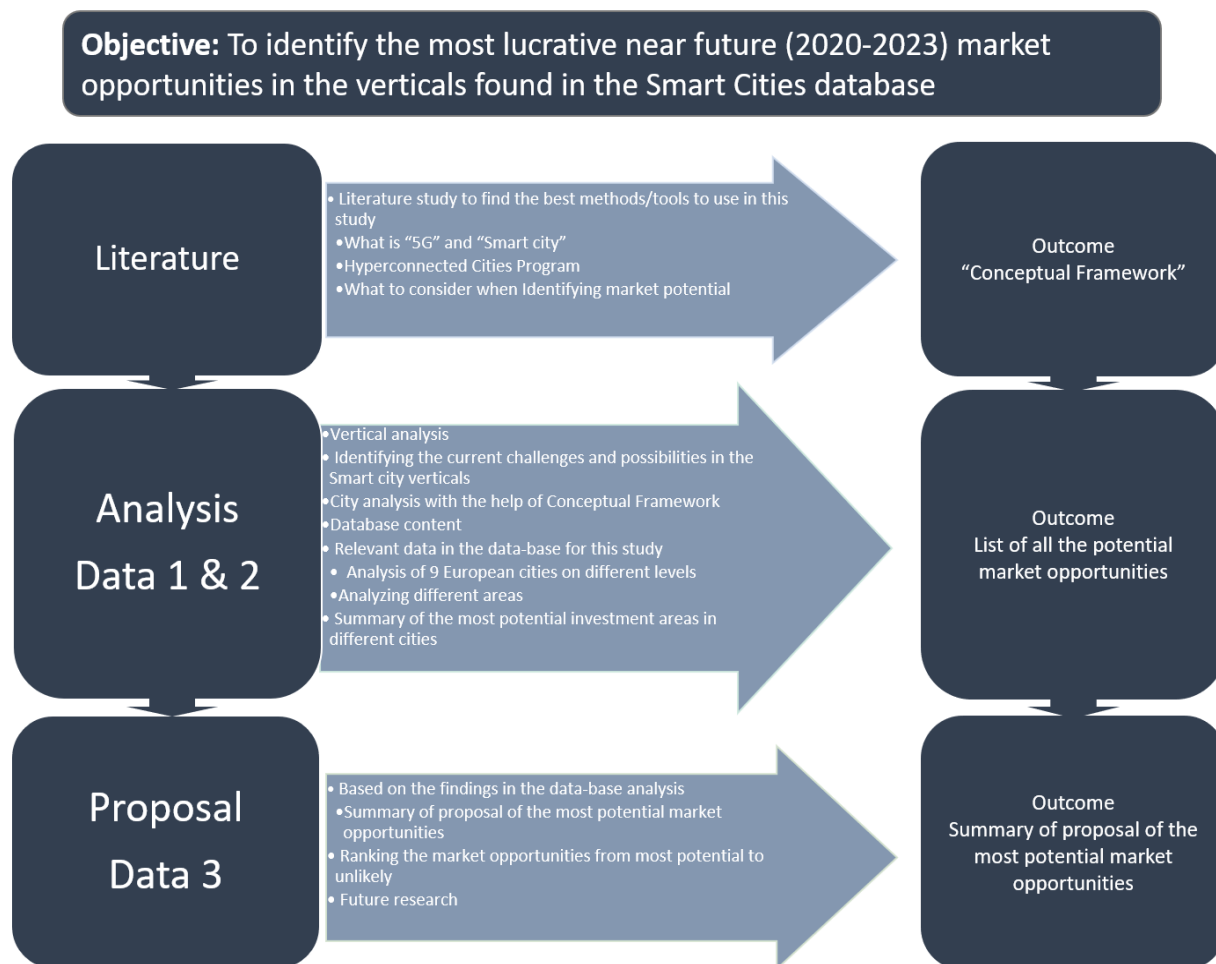 Objective: To identify the most lucrative near future (2020-2023) market
opportunities in the verticals found in the Smart Cities database
Literature
• Literature study to find the best methods/tools to use in this
study
•What is “5G” and “Smart city”
•Hyperconnected Cities Program
•What to consider when Identifying market potential
Outcome
“Conceptual Framework”
Analysis
Data 1 & 2
•Vertical analysis
• Identifying the current challenges and possibilities in the
Smart city verticals
•City analysis with the help of Conceptual Framework
•Database content
• Relevant data in the data-base for this study
• Analysis of 9 European cities on different levels
•Analyzing different areas
• Summary of the most potential investment areas in
different cities
Outcome
List of all the potential
market opportunities
Proposal
Data 3
• Based on the findings in the data-base analysis
•Summary of proposal of the most potential market
opportunities
• Ranking the market opportunities from most potential to
unlikely
• Future research
Outcome
Summary of proposal of the
most potential market
opportunities